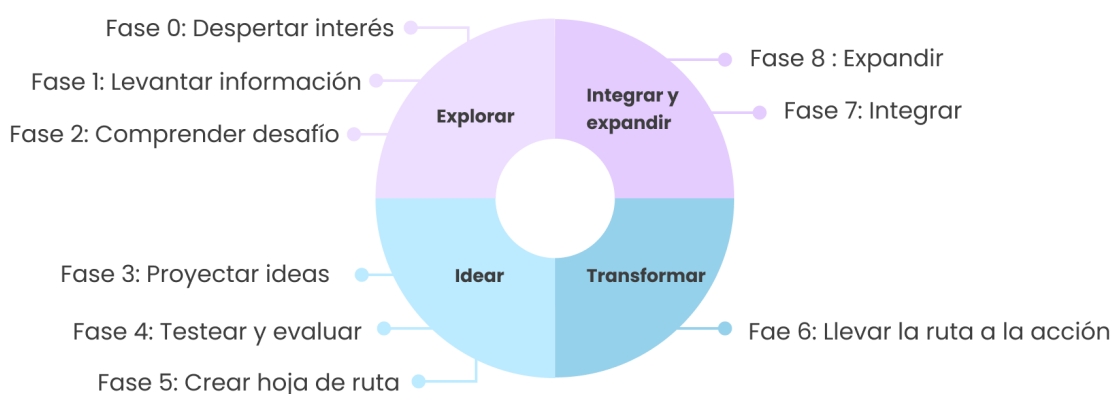 Fase 0: Despertar interés
Fase 1: Levantar información
Fase 2: Comprender desafío
Explorar
Integrar y
expandir
Fase 8 : Expandir
Fase 7: Integrar
Fase 3: Proyectar ideas
Fase 4: Testear y evaluar
Fase 5: Crear hoja de ruta
Idear
Transformar
Fae 6: Llevar la ruta a la acción